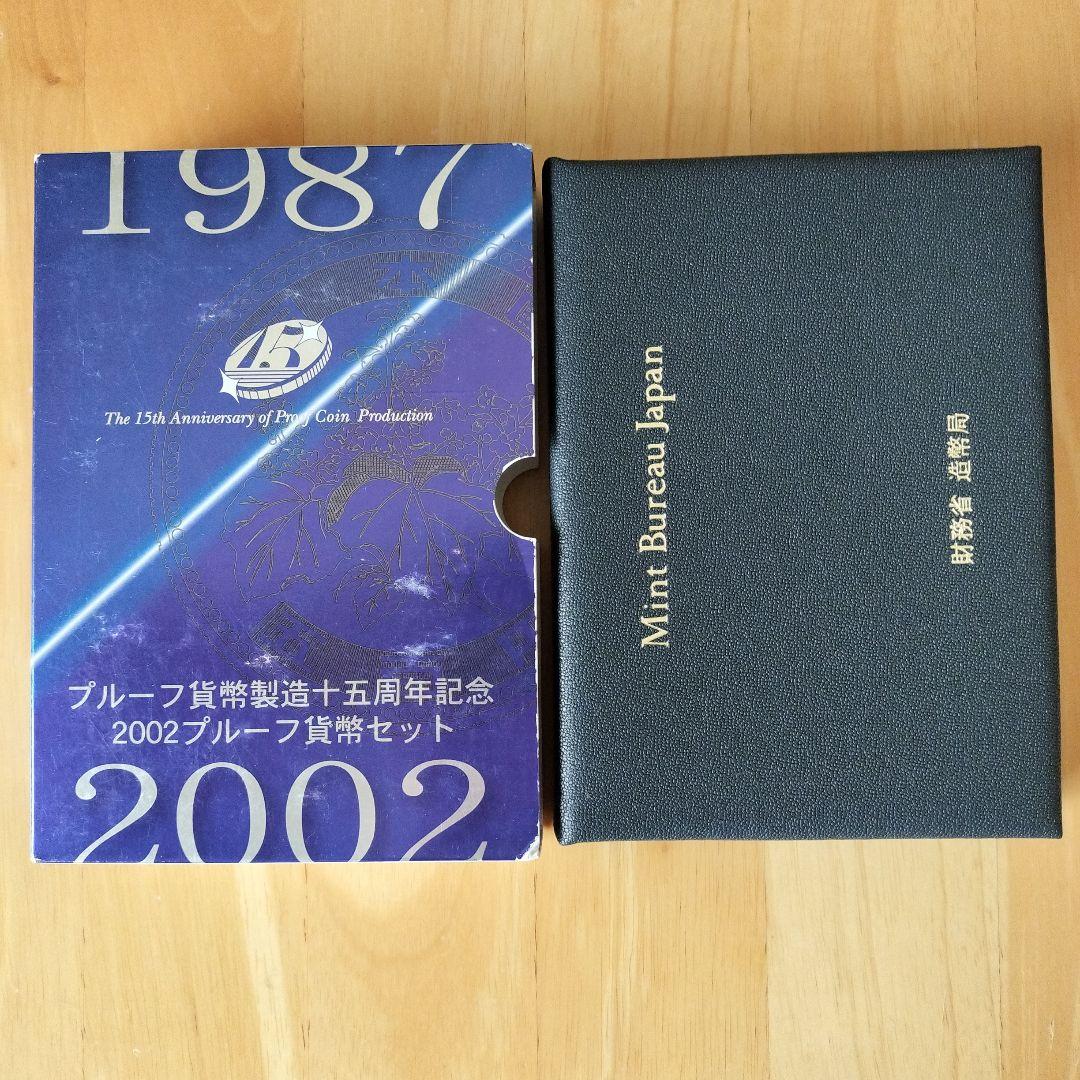 1987
15
The 15th Anniversary of Proof Coin Production
プルーフ貨幣製造十五周年記念
2002プルーフ貨幣セット
2002
Mint Bureau Japan
財務省 造幣局